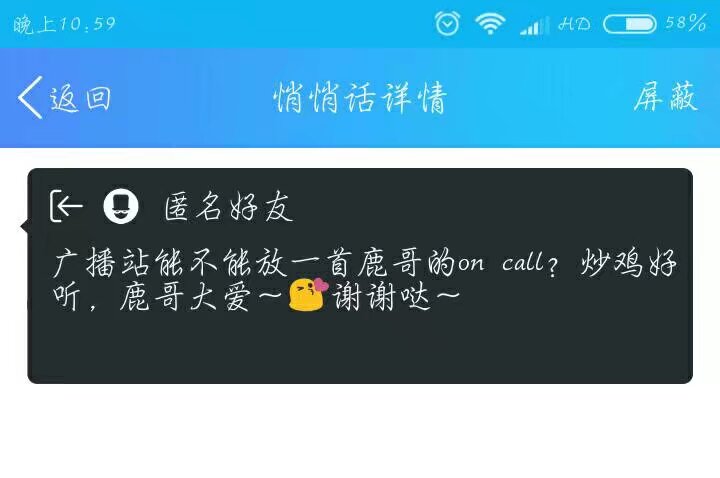 晚上10:59 HD 58%
返回 悄悄话详情 屏蔽
匿名好友
广播站能不能放一首鹿哥的on call？炒鸡好
听，鹿哥大爱～😘谢谢哒～